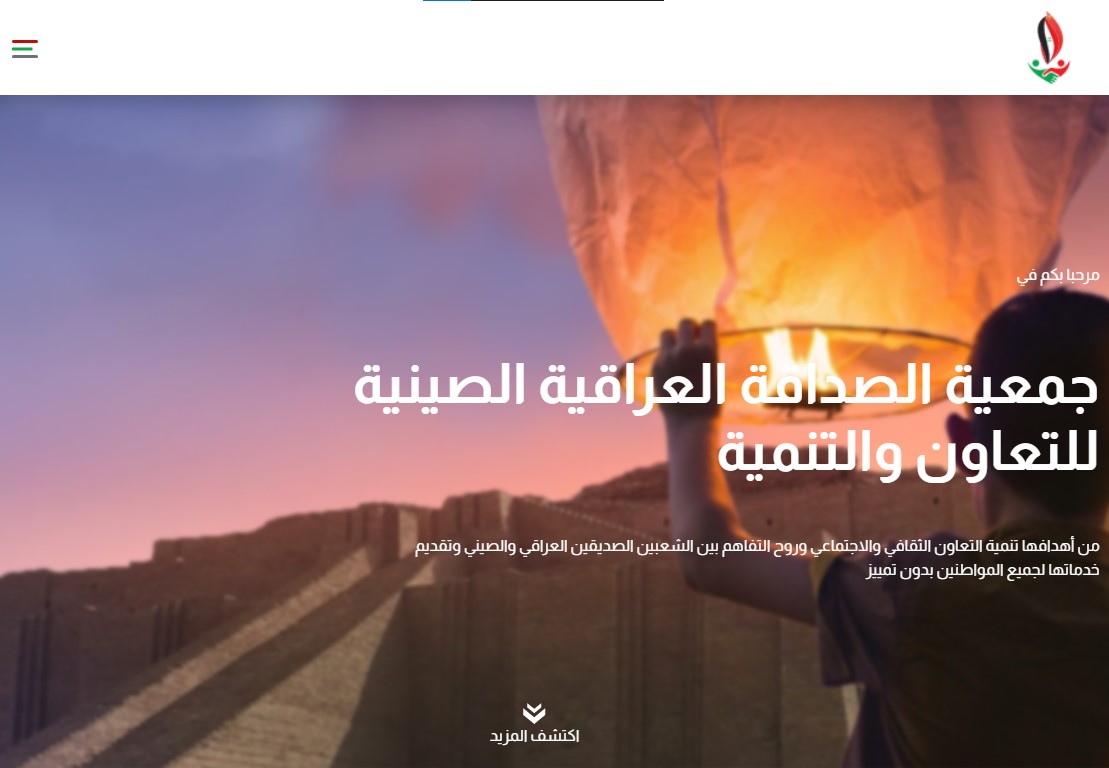 مرحبا بكم في
جمعية الصداقة العراقية الصينية
للتعاون والتنمية
من أهدافها تنمية التعاون الثقافي والاجتماعي وروح التفاهم بين الشعبين الصديقين العراقي والصيني وتقديم
خدماتها لجميع المواطنين بدون تمييز
اكتشف المزيد